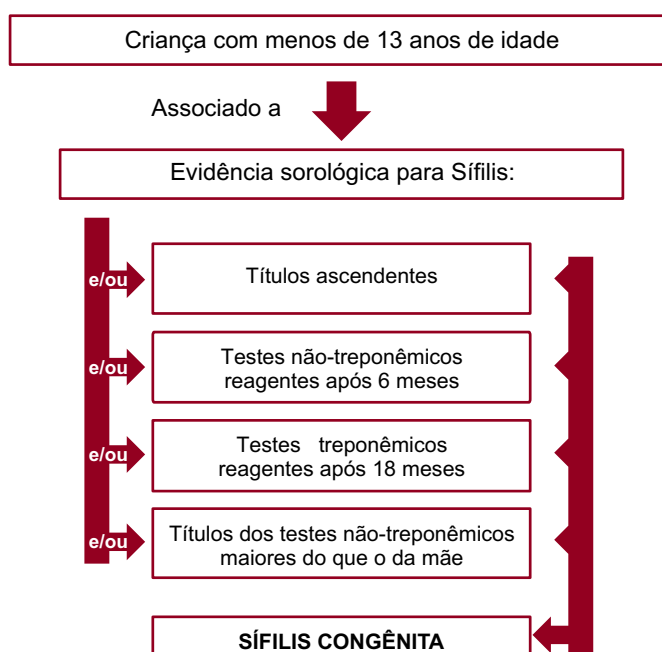 Criança com menos de 13 anos de idade
Associado a
Evidência sorológica para Sífilis:
e/ou
Títulos ascendentes
e/ou
Testes não-treponêmicos
reagentes após 6 meses
e/ou
Testes treponêmicos
reagentes após 18 meses
e/ou
Títulos dos testes não-treponêmicos
maiores do que o da mãe
SÍFILIS CONGÊNITA